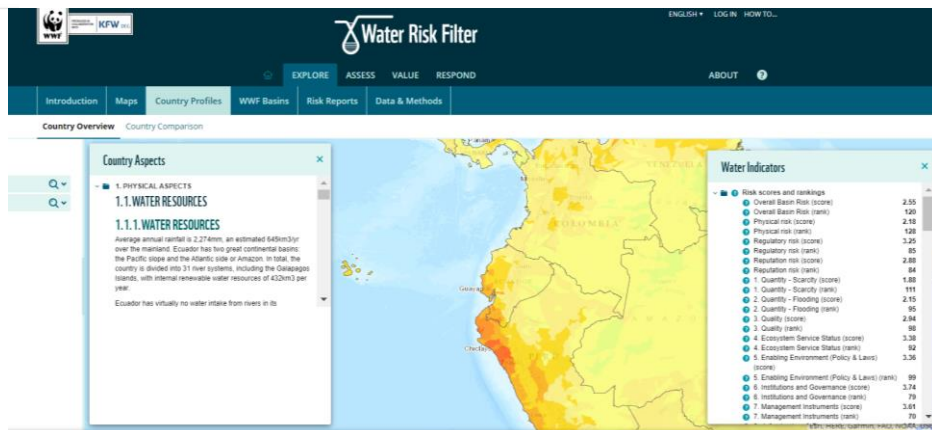 WWF
KFW DEG
Water Risk Filter
ENGLISH LOG IN HOW TO...
EXPLORE ASSESS VALUE RESPOND ABOUT ?
Introduction Maps Country Profiles WWF Basins Risk Reports Data & Methods
Country Overview Country Comparison
Country Aspects ×
1. PHYSICAL ASPECTS
1.1. WATER RESOURCES
1.1.1. WATER RESOURCES
Average annual rainfall is 2,274mm, an estimated 649km3/yr
over the mainland. Ecuador has two great continental basins:
the Pacific slope and the Atlantic side or Amazon. In total, the
country is divided into 31 river systems, including the Galapagos
Islands, with internal renewable water resources of 432km3 per
year.
Ecuador has virtually no water intake from rivers in its
VENEZUELA
COLOMBIA
Guayaquil
Chiclayo
Water Indicators ×
Risk scores and rankings
Overall Basin Risk (score) 2.55
Overall Basin Risk (rank) 120
Physical risk (score) 2.18
Physical risk (rank) 128
Regulatory risk (score) 3.25
Regulatory risk (rank) 85
Reputation risk (score) 2.88
Reputation risk (rank) 84
1. Quantity - Scarcity (score) 1.88
1. Quantity - Scarcity (rank) 111
2. Quantity - Flooding (score) 2.15
2. Quantity - Flooding (rank) 95
3. Quality (score) 2.94
3. Quality (rank) 98
4. Ecosystem Service Status (score) 3.38
4. Ecosystem Service Status (rank) 92
5. Enabling Environment (Policy & Laws) 3.36
(score)
5. Enabling Environment (Policy & Laws) (rank) 99
6. Institutions and Governance (score) 3.74
6. Institutions and Governance (rank) 79
7. Management Instruments (score) 3.61
7. Management Instruments (rank) 70
Esri, HERE, Garmin, FAO,